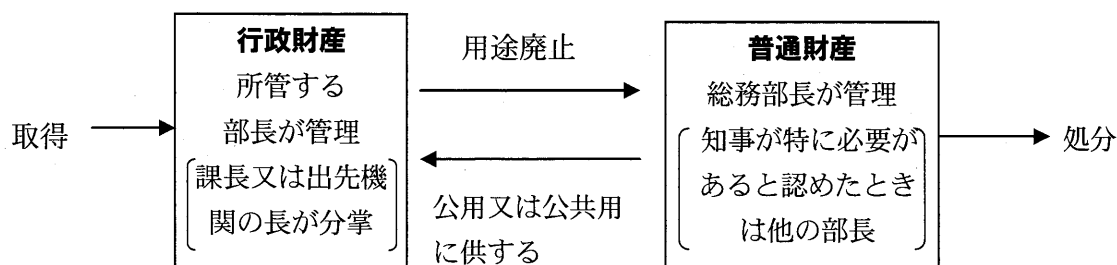 取得
行政財産
所管する
部長が管理
課長又は出先機
関の長が分掌
用途廃止
公用又は公共用
に供する
普通財産
総務部長が管理
知事が特に必要が
あると認めたとき
は他の部長
処分